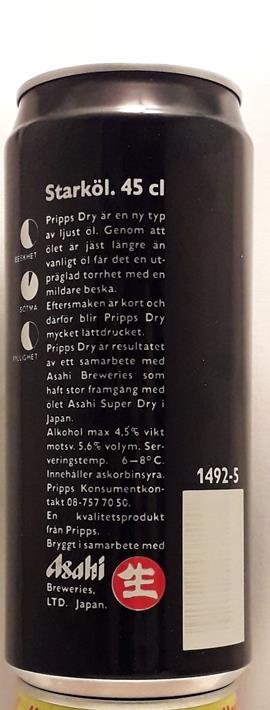 Starköl. 45 cl
Pripps Dry är en ny typ
av ljust öl. Genom att
ölet är jäst längre än
vanligt öl får det en ut-
präglad torrhet med en
mildare beska.
Eftersmaken är kort och
därför blir Pripps Dry
mycket lättdrucket.
Pripps Dry är resultatet
av ett samarbete med
Asahi Breweries som
haft stor framgång med
ölet Asahi Super Dry i
Japan.
Alkohol max 4,5% vikt
motsv. 5,6% volym. Ser-
veringstemp. 6–8°C.
Innehåller askorbinsyra.
Pripps Konsumentkon-
takt 08-757 70 50.
En kvalitetsprodukt
från Pripps.
Bryggt i samarbete med
Asahi
Breweries,
LTD. Japan.
生
BESKHET
SÖTMA
FYLLIGHET
1492-5